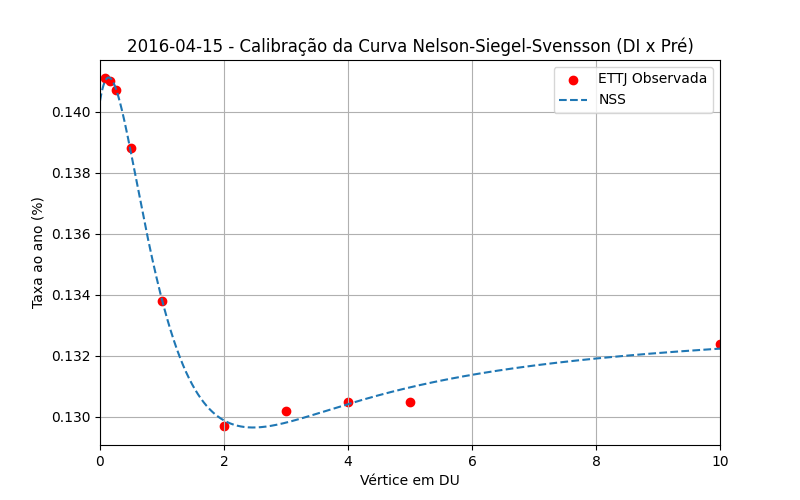 2016-04-15 - Calibração da Curva Nelson-Siegel-Svensson (DI x Pré)
ETTJ Observada
NSS
Taxa ao ano (%)
0.140
0.138
0.136
0.134
0.132
0.130
0
2
4
6
8
10
Vértice em DU